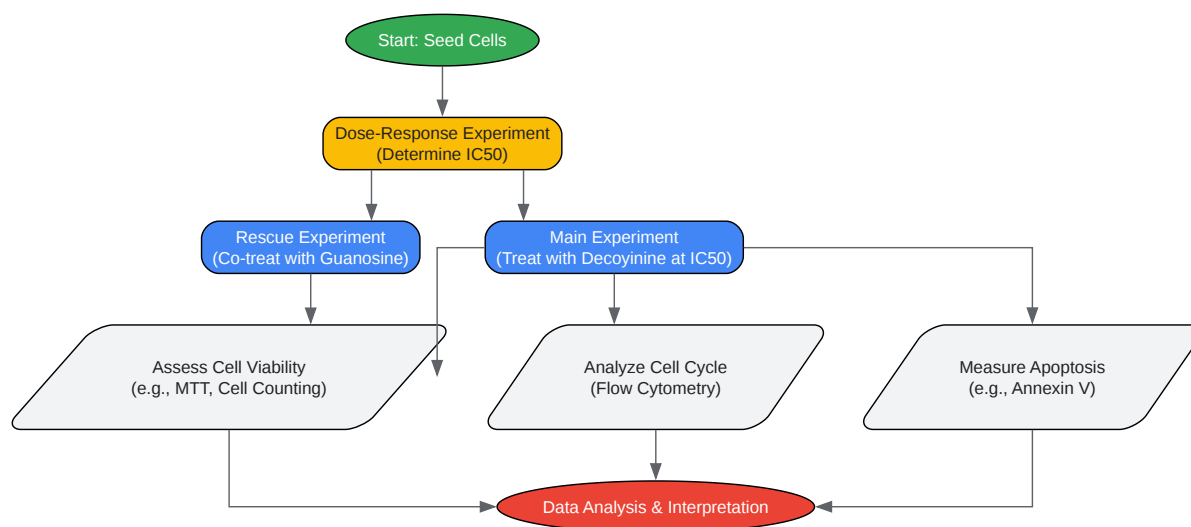 Start: Seed Cells
Dose-Response Experiment
(Determine IC50)
Rescue Experiment
(Co-treat with Guanosine)
Main Experiment
(Treat with Decoyinine at IC50)
Assess Cell Viability
(e.g., MTT, Cell Counting)
Analyze Cell Cycle
(Flow Cytometry)
Measure Apoptosis
(e.g., Annexin V)
Data Analysis & Interpretation